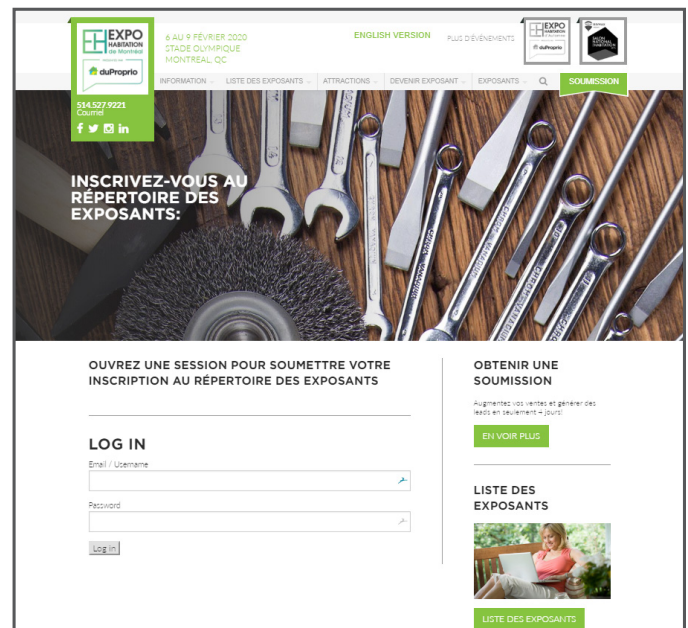 EXPO
HABITATION
de Montréal
duProprio
6 AU 9 FÉVRIER 2020
STADE OLYMPIQUE
MONTREAL, QC
ENGLISH VERSION
PLUS D'ÉVÉNEMENTS
EXPO
HABITATION
duProprio
SALON
NATIONAL
HABITATION
INFORMATION
LISTE DES EXPOSANTS
ATTRACTIONS
DEVENIR EXPOSANT
EXPOSANTS
SOUMISSION
514.527.9221
Courriel
INSCRIVEZ-VOUS AU
RÉPERTOIRE DES
EXPOSANTS:
OUVREZ UNE SESSION POUR SOUMETTRE VOTRE
INSCRIPTION AU RÉPERTOIRE DES EXPOSANTS
LOG IN
Email / Username
Password
Log In
OBTENIR UNE
SOUMISSION
Augmentez vos ventes et générer des
leads en seulement 4 jours!
EN VOIR PLUS
LISTE DES
EXPOSANTS
LISTE DES EXPOSANTS